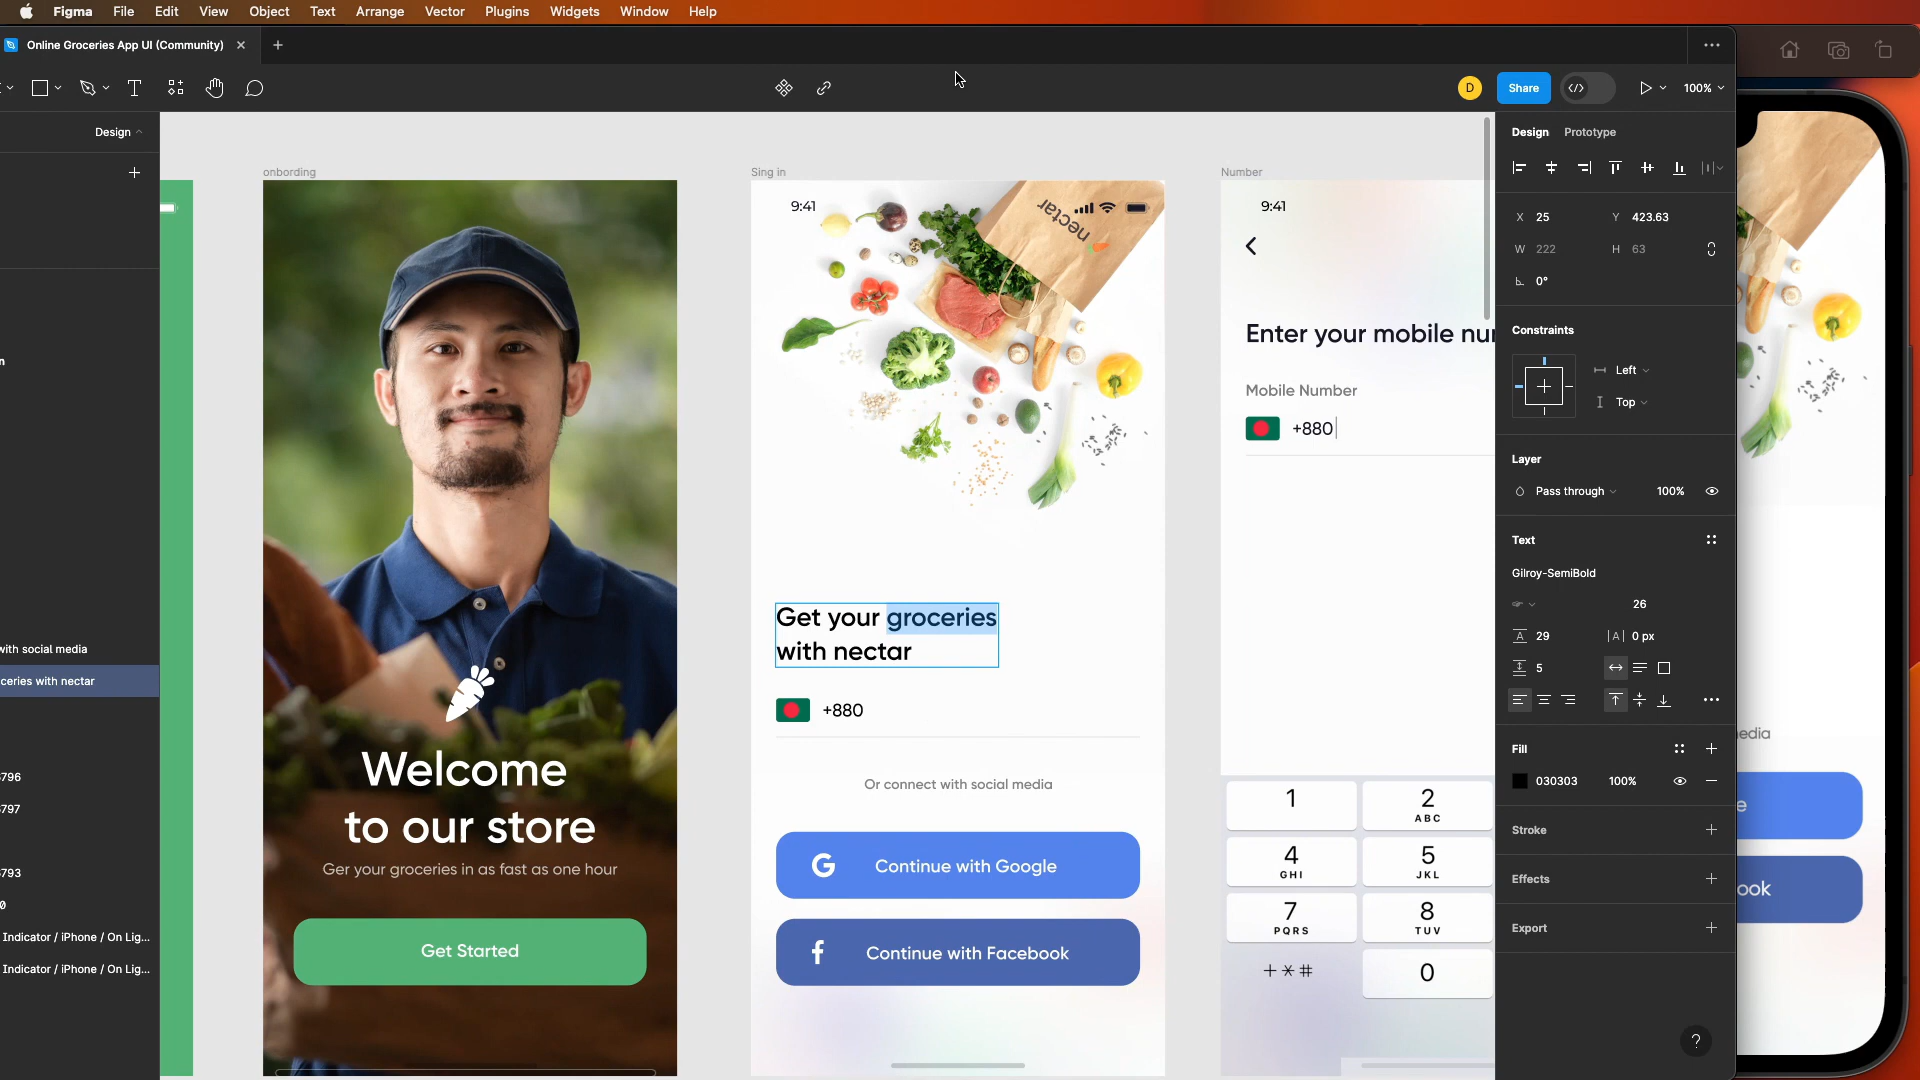 Figma File Edit View Object Text Arrange Vector Plugins Widgets Window Help
Online Groceries App UI (Community)
D Share 100%
Design
with social media
ceries with nectar
Indicator / iPhone / On Lig...
Indicator / iPhone / On Lig...
onbording
Welcome
to our store
Ger your groceries in as fast as one hour
Get Started
Sing in
9:41
nectar
Get your groceries
with nectar
+880
Or connect with social media
G Continue with Google
f Continue with Facebook
Number
9:41
Enter your mobile nu
Mobile Number
+880
1
2
ABC
4
GHI
5
JKL
7
PQRS
8
TUV
+*#
0
Design Prototype
X 25 Y 423.63
W 222 H 63
0°
Constraints
Left
Top
Layer
Pass through 100%
Text
Gilroy-SemiBold
26
29 |A| 0 px
5
Fill
030303 100%
Stroke
Effects
Export
?
edia
e
ook